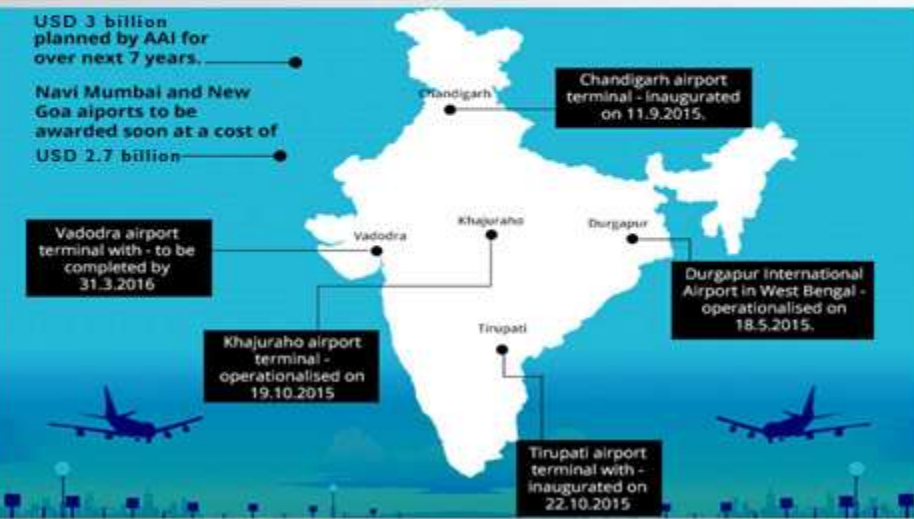 USD 3 billion
planned by AAI for
over next 7 years.
Navi Mumbai and New
Goa aiports to be
awarded soon at a cost of
USD 2.7 billion
Chandigarh
Chandigarh airport
terminal - inaugurated
on 11.9.2015.
Vadodra airport
terminal with - to be
completed by
31.3.2016
Vadodra
Khajuraho
Durgapur
Durgapur International
Airport in West Bengal -
operationalised on
18.5.2015.
Khajuraho airport
terminal -
operationalised on
19.10.2015
Tirupati
Tirupati airport
terminal with -
inaugurated on
22.10.2015